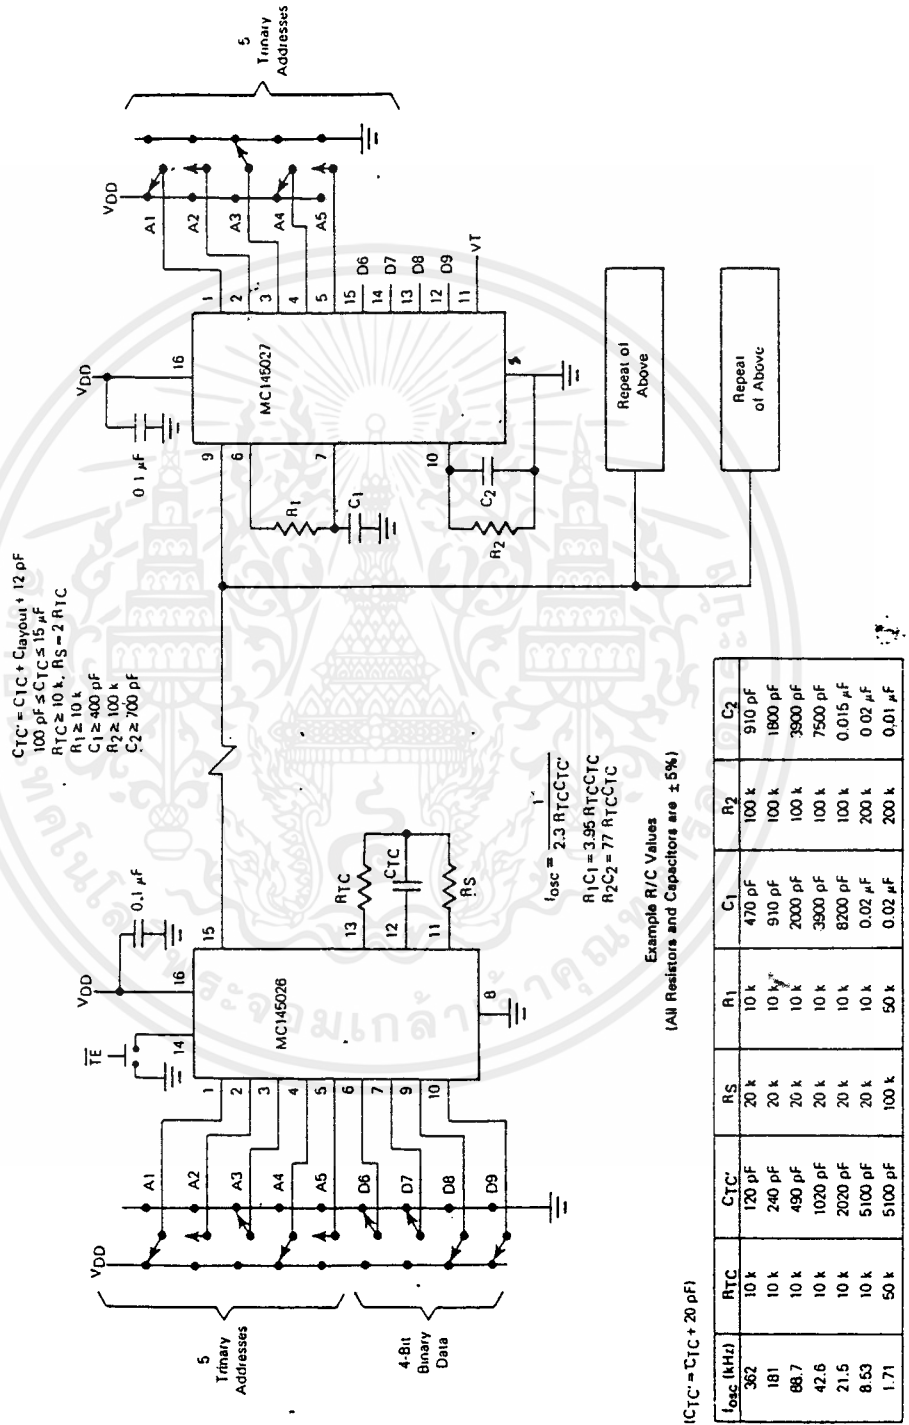 CTC' = CTC + Clayout + 12 pF
100 pF ≤ CTC ≤ 15 μF
RTC ≥ 10 k, RS = 2 RTC
R1 ≥ 10 k
C1 ≥ 400 pF
R2 ≥ 100 k
C2 ≥ 700 pF
VDD
0.1 μF
TE
14
16
15
MC145026
1
2
3
4
5
6
7
9
10
13
12
11
8
RTC
CTC
RS
VDD
A1
A2
A3
A4
A5
D6
D7
D8
D9
5
Trinary
Addresses
4-Bit
Binary
Data
VDD
0 1 μF
16
MC145027
9
6
7
10
R1
C1
R2
C2
1
2
3
4
5
15 D6
14 D7
13 D8
12 D9
11 VT
VDD
A1
A2
A3
A4
A5
5
Trinary
Addresses
Repeat of
Above
Repeat
of Above
fosc = 1
2.3 RTCCTC'
R1C1 = 3.95 RTCCTC
R2C2 = 77 RTCCTC
Example R/C Values
(All Resistors and Capacitors are ±5%)
(CTC' = CTC + 20 pF)
fosc (kHz) RTC CTC' RS R1 C1 R2 C2
362 10 k 120 pF 20 k 10 k 470 pF 100 k 910 pF
181 10 k 240 pF 20 k 10 k 910 pF 100 k 1800 pF
88.7 10 k 490 pF 20 k 10 k 2000 pF 100 k 3900 pF
42.6 10 k 1020 pF 20 k 10 k 3900 pF 100 k 7500 pF
21.5 10 k 2020 pF 20 k 10 k 8200 pF 100 k 0.015 μF
8.53 10 k 5100 pF 20 k 10 k 0.02 μF 200 k 0.02 μF
1.71 50 k 5100 pF 100 k 50 k 0.02 μF 200 k 0.01 μF